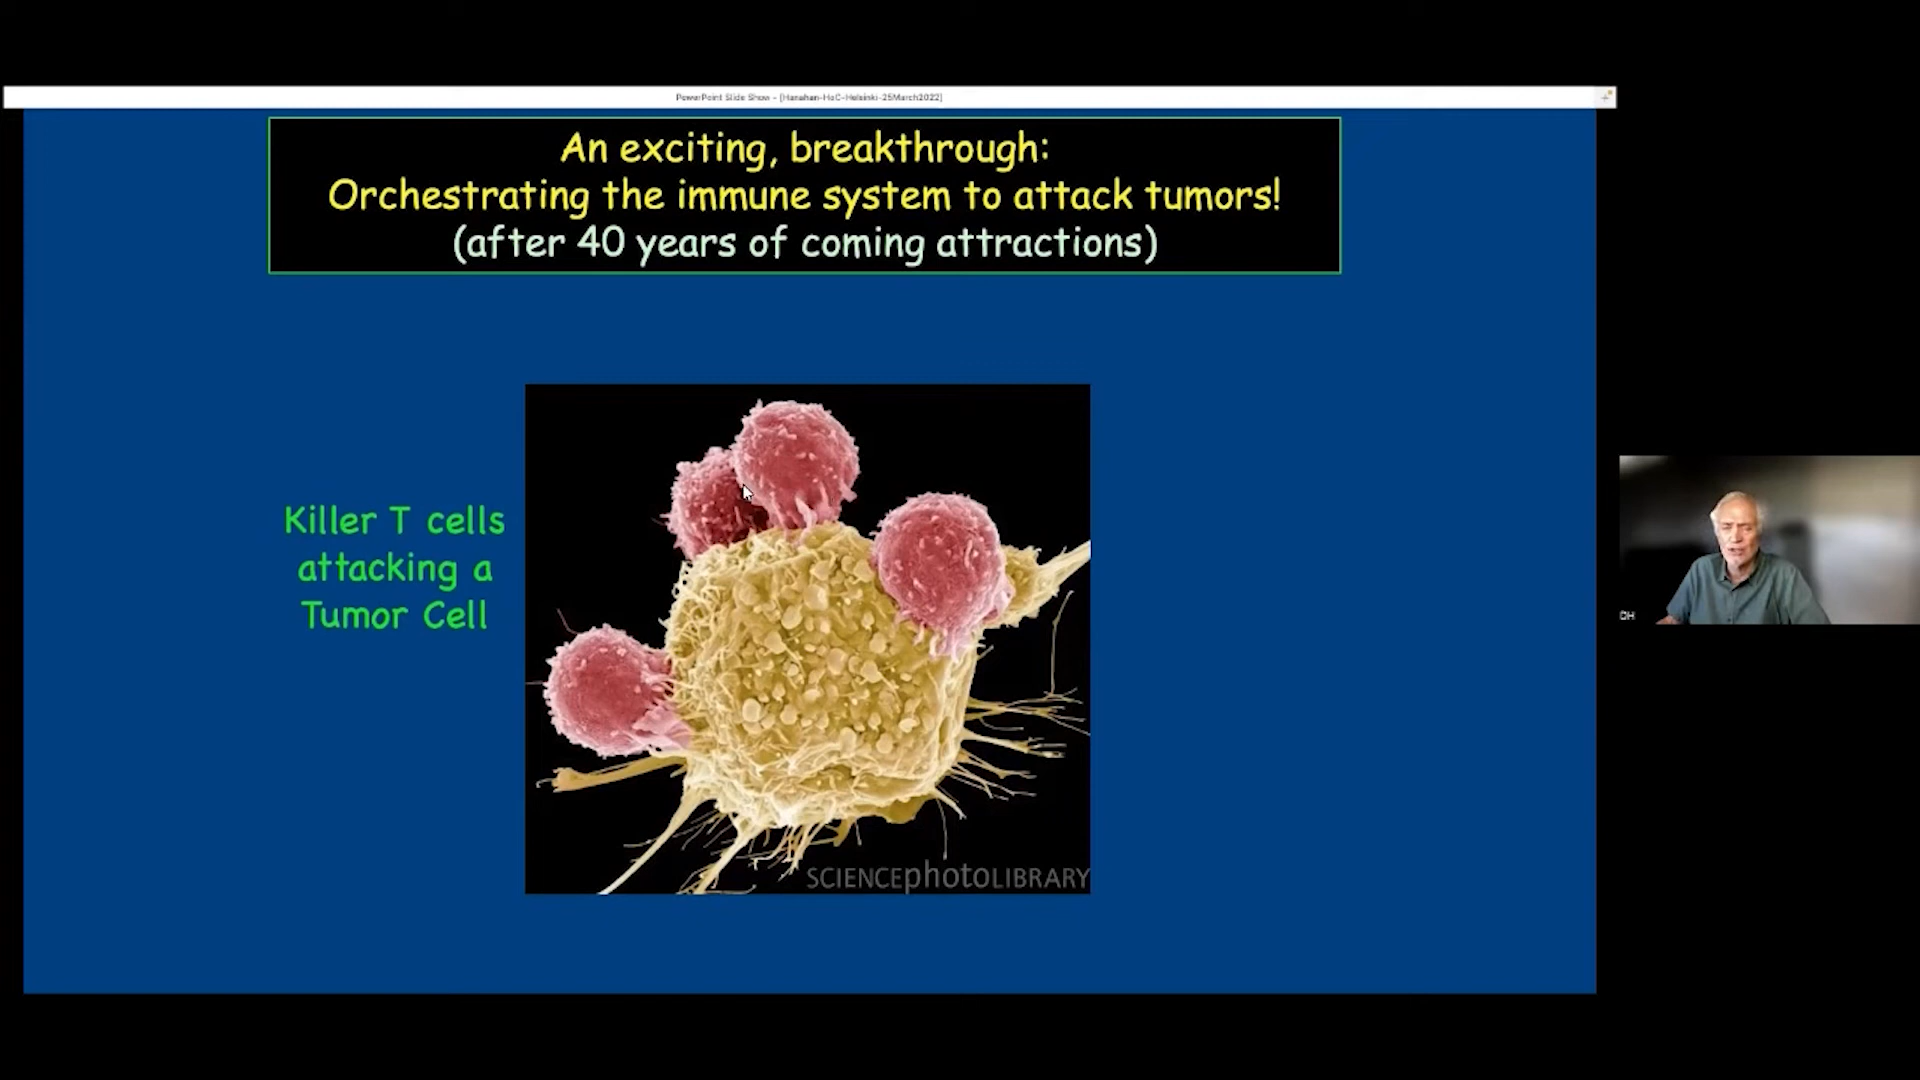 PowerPoint Slide Show - [Hanahan-HoC-Helsinki-25March2022]
An exciting, breakthrough:
Orchestrating the immune system to attack tumors!
(after 40 years of coming attractions)
Killer T cells
attacking a
Tumor Cell
SCIENCEphotoLIBRARY
DH